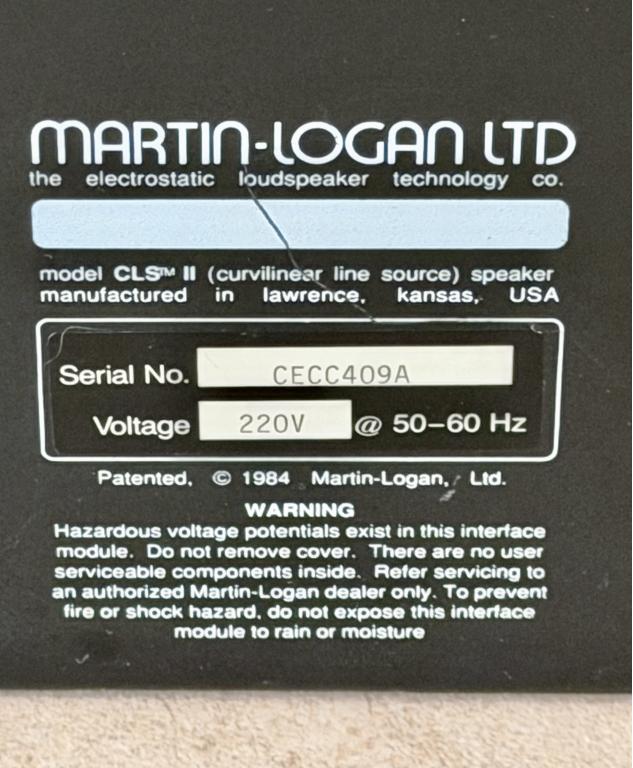 MARTIN-LOGAN LTD
the electrostatic loudspeaker technology co.
model CLS™ II (curvilinear line source) speaker
manufactured in lawrence, kansas, USA
Serial No. CECC409A
Voltage 220V @ 50-60 Hz
Patented, © 1984 Martin-Logan, Ltd.
WARNING
Hazardous voltage potentials exist in this interface
module. Do not remove cover. There are no user
serviceable components inside. Refer servicing to
an authorized Martin-Logan dealer only. To prevent
fire or shock hazard, do not expose this interface
module to rain or moisture